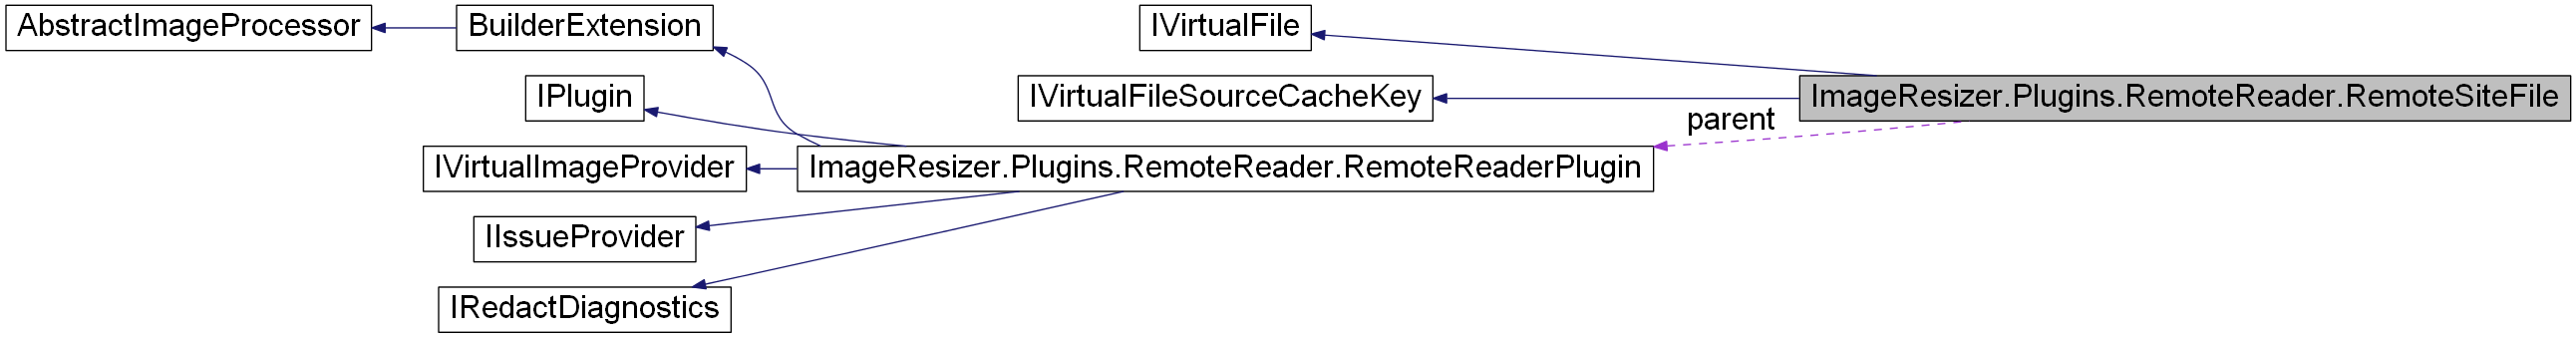 AbstractImageProcessor
BuilderExtension
IVirtualFile
IPlugin
IVirtualFileSourceCacheKey
ImageResizer.Plugins.RemoteReader.RemoteSiteFile
parent
IVirtualImageProvider
ImageResizer.Plugins.RemoteReader.RemoteReaderPlugin
IIssueProvider
IRedactDiagnostics